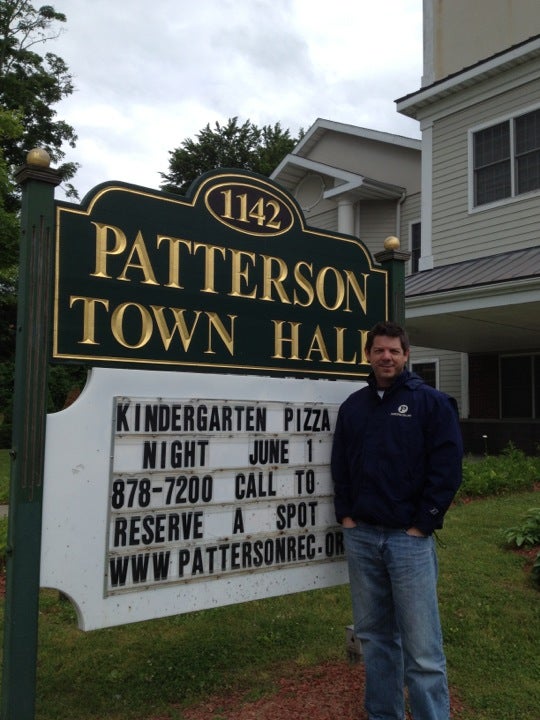 1142
PATTERSON
TOWN HALL
KINDERGARTEN PIZZA
NIGHT JUNE 1
878-7200 CALL TO
RESERVE A SPOT
WWW.PATTERSONREC.OR